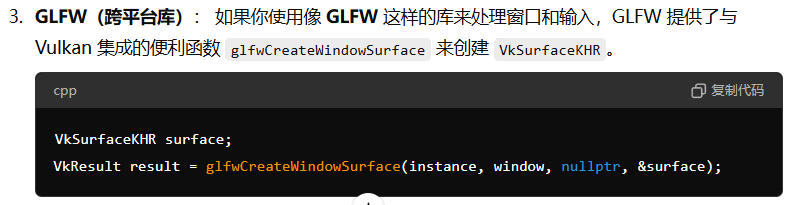 3. GLFW（跨平台库）： 如果你使用像 GLFW 这样的库来处理窗口和输入，GLFW 提供了与
Vulkan 集成的便利函数 glfwCreateWindowSurface 来创建 VkSurfaceKHR。
cpp 复制代码
VkSurfaceKHR surface;
VkResult result = glfwCreateWindowSurface(instance, window, nullptr, &surface);